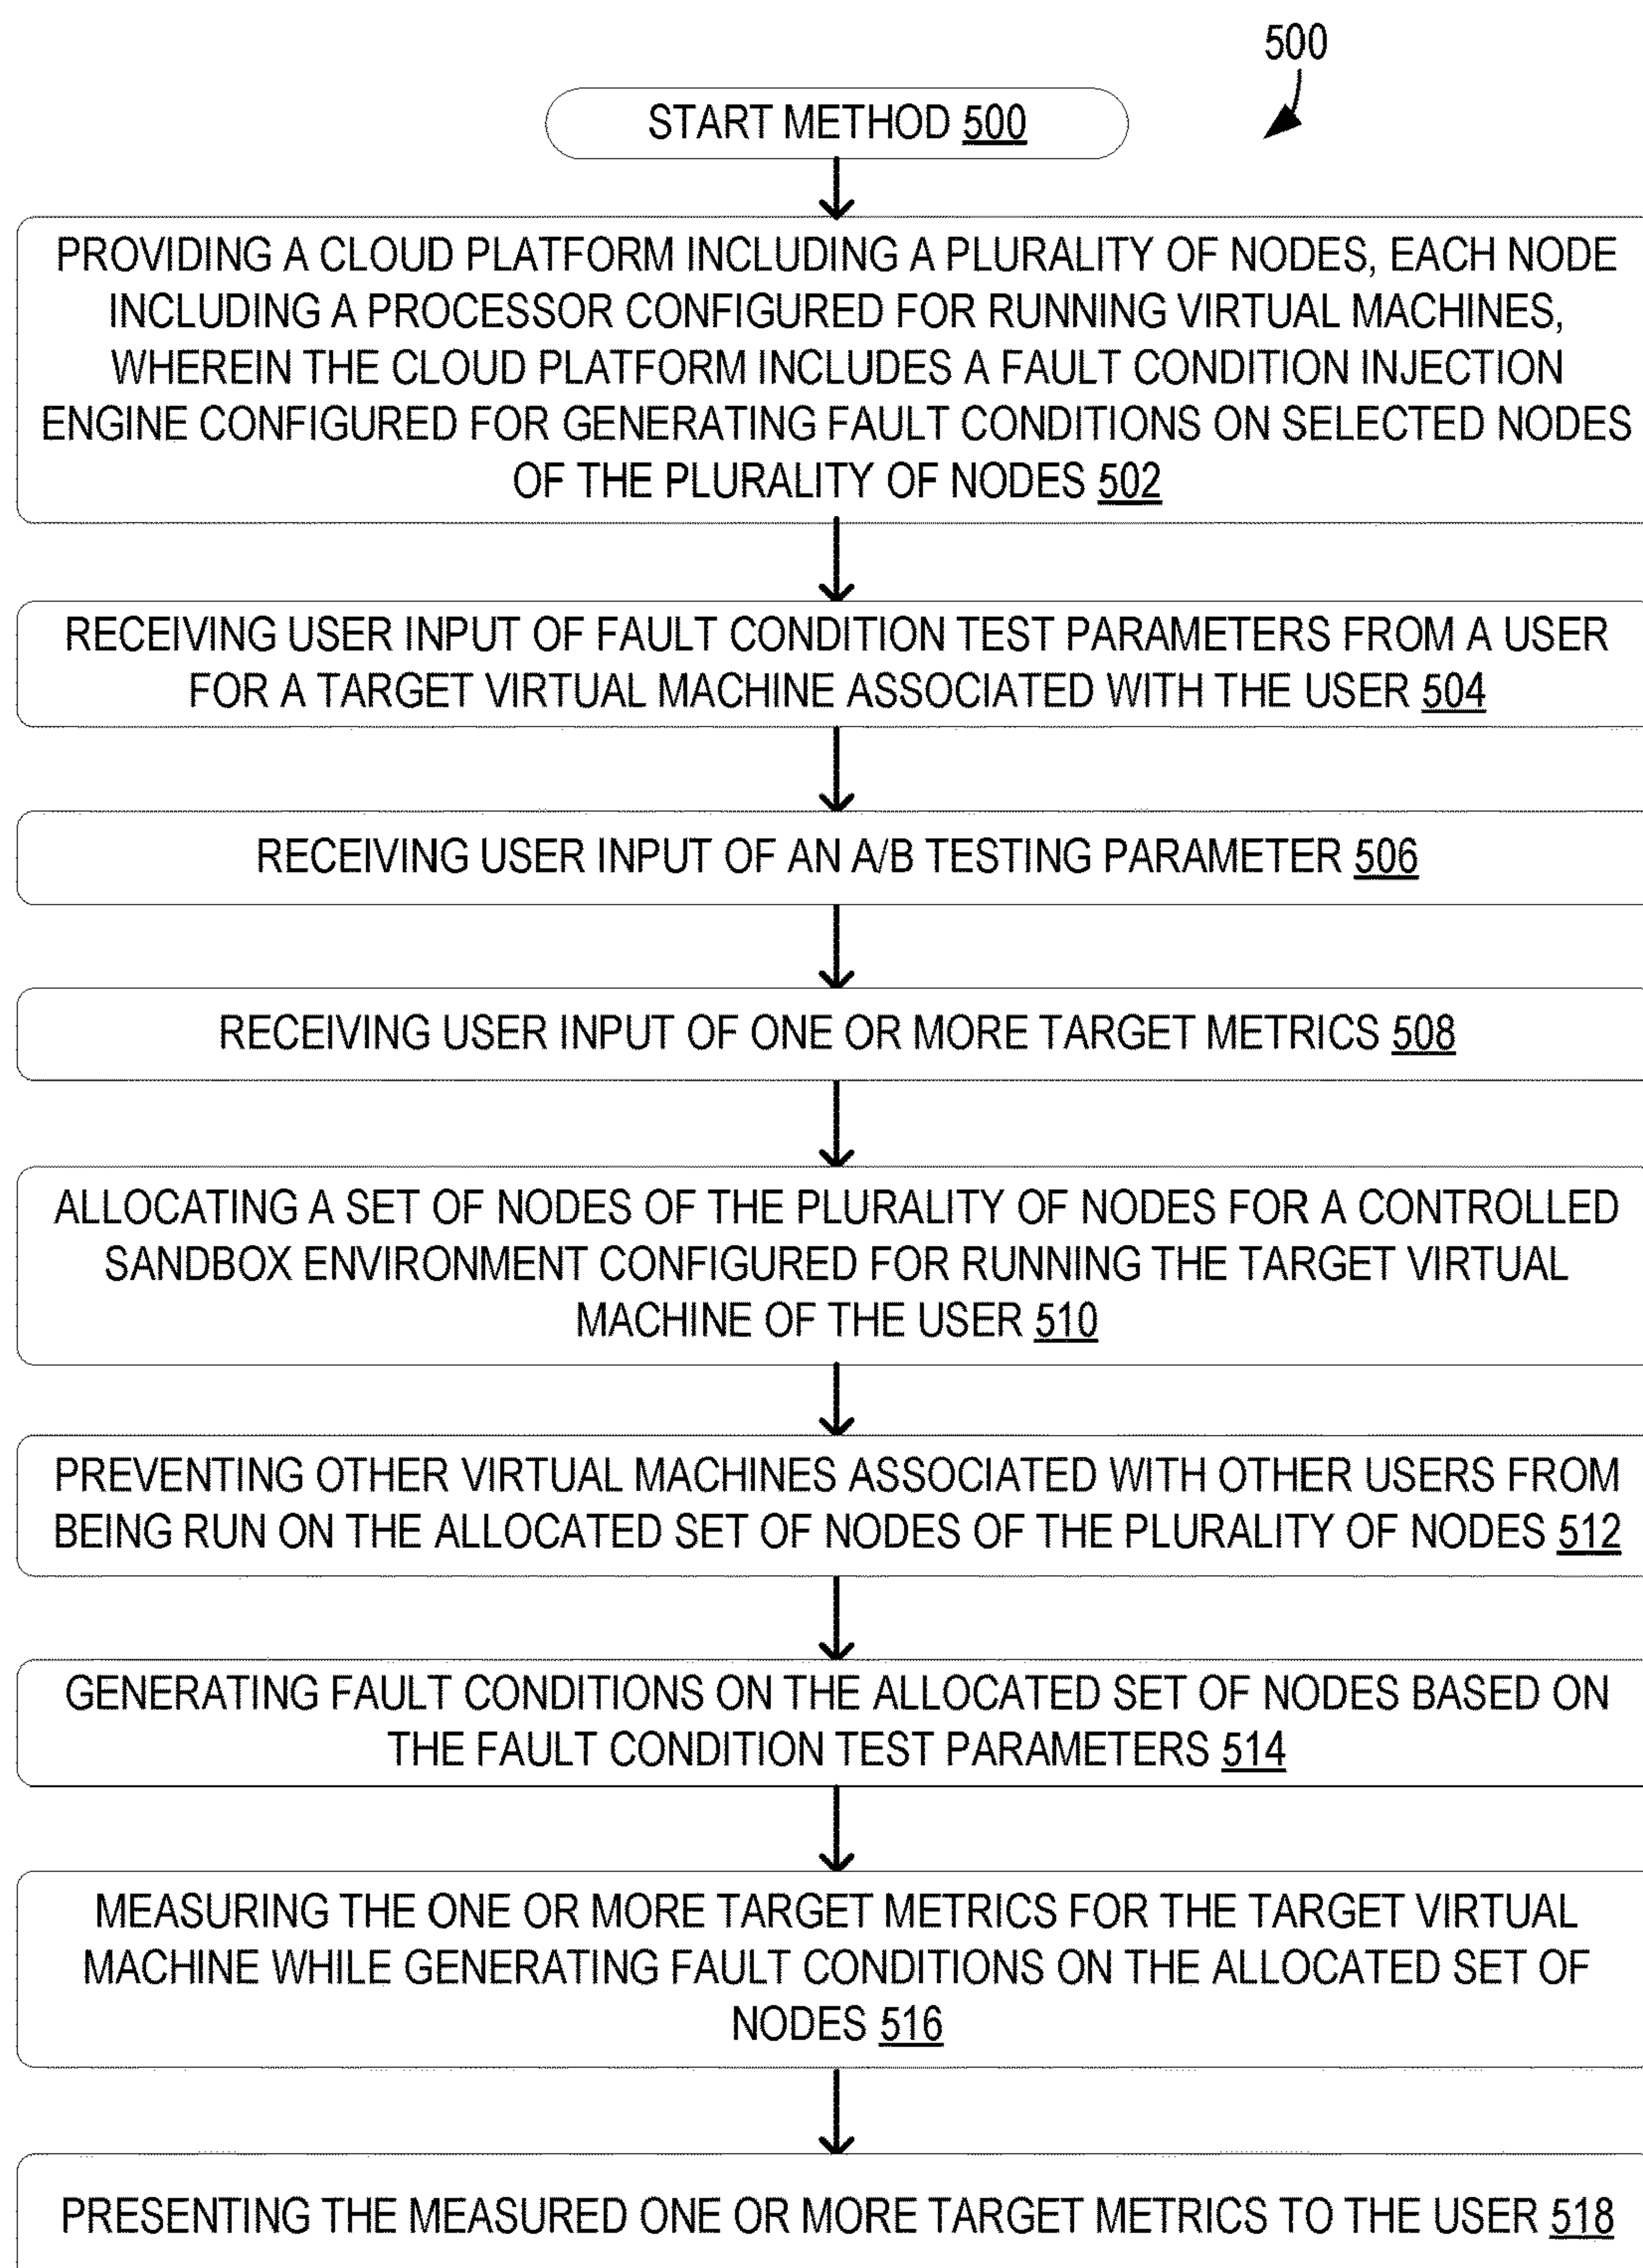 500
START METHOD 500
PROVIDING A CLOUD PLATFORM INCLUDING A PLURALITY OF NODES, EACH NODE
INCLUDING A PROCESSOR CONFIGURED FOR RUNNING VIRTUAL MACHINES,
WHEREIN THE CLOUD PLATFORM INCLUDES A FAULT CONDITION INJECTION
ENGINE CONFIGURED FOR GENERATING FAULT CONDITIONS ON SELECTED NODES
OF THE PLURALITY OF NODES 502
RECEIVING USER INPUT OF FAULT CONDITION TEST PARAMETERS FROM A USER
FOR A TARGET VIRTUAL MACHINE ASSOCIATED WITH THE USER 504
RECEIVING USER INPUT OF AN A/B TESTING PARAMETER 506
RECEIVING USER INPUT OF ONE OR MORE TARGET METRICS 508
ALLOCATING A SET OF NODES OF THE PLURALITY OF NODES FOR A CONTROLLED
SANDBOX ENVIRONMENT CONFIGURED FOR RUNNING THE TARGET VIRTUAL
MACHINE OF THE USER 510
PREVENTING OTHER VIRTUAL MACHINES ASSOCIATED WITH OTHER USERS FROM
BEING RUN ON THE ALLOCATED SET OF NODES OF THE PLURALITY OF NODES 512
GENERATING FAULT CONDITIONS ON THE ALLOCATED SET OF NODES BASED ON
THE FAULT CONDITION TEST PARAMETERS 514
MEASURING THE ONE OR MORE TARGET METRICS FOR THE TARGET VIRTUAL
MACHINE WHILE GENERATING FAULT CONDITIONS ON THE ALLOCATED SET OF
NODES 516
PRESENTING THE MEASURED ONE OR MORE TARGET METRICS TO THE USER 518